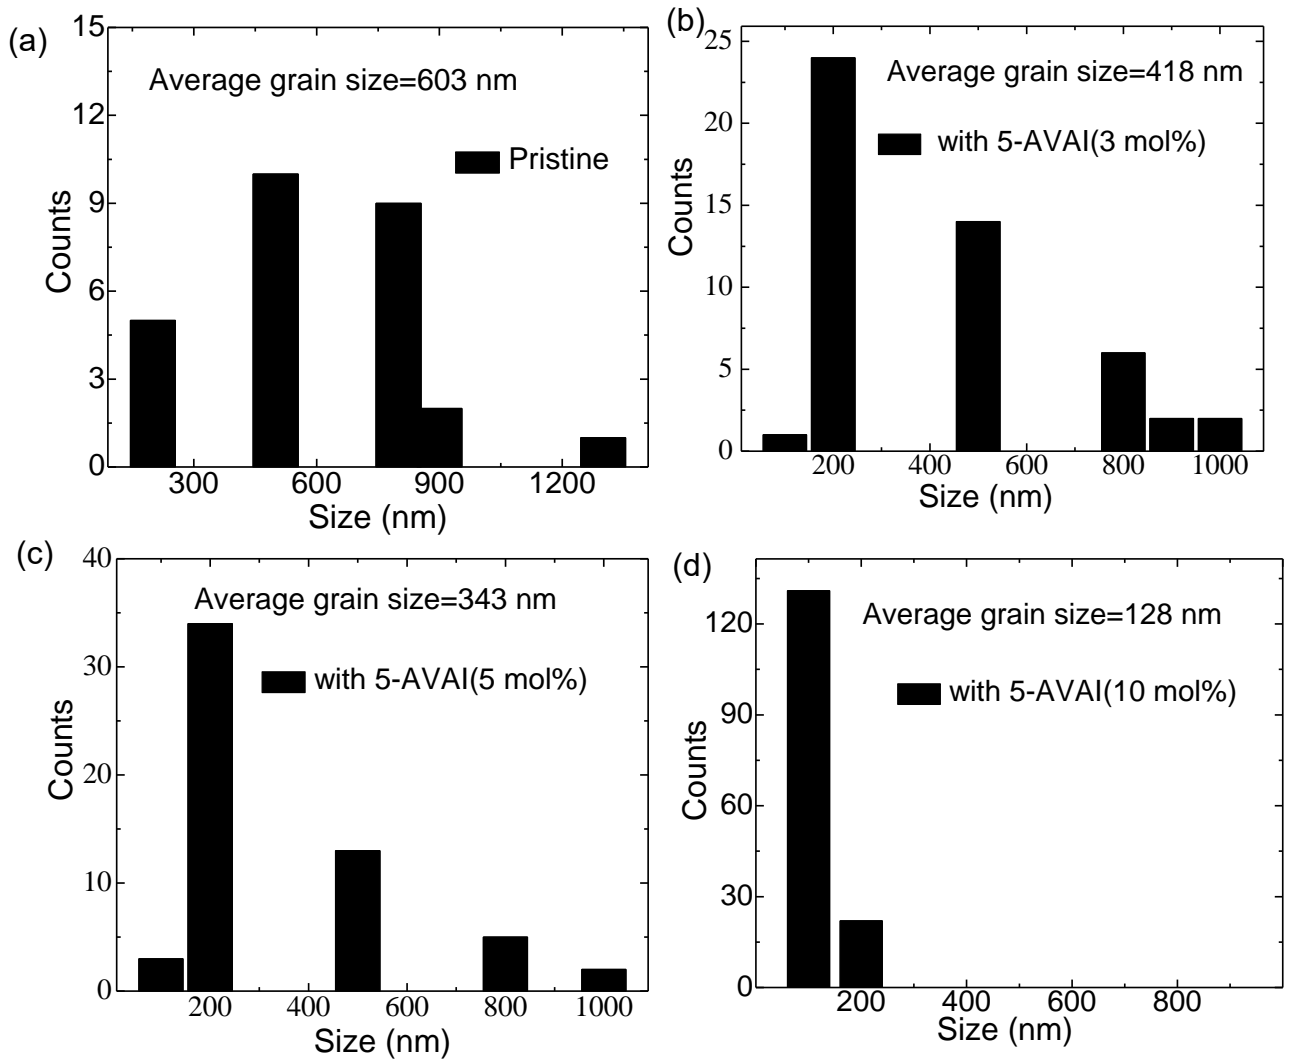 (a)
15
12
9
6
3
0
Counts
Average grain size=603 nm
Pristine
300 600 900 1200
Size (nm)
(b)
25
20
15
10
5
0
Counts
Average grain size=418 nm
with 5-AVAI(3 mol%)
200 400 600 800 1000
Size (nm)
(c)
40
30
20
10
0
Counts
Average grain size=343 nm
with 5-AVAI(5 mol%)
200 400 600 800 1000
Size (nm)
(d)
120
90
60
30
0
Counts
Average grain size=128 nm
with 5-AVAI(10 mol%)
200 400 600 800
Size (nm)